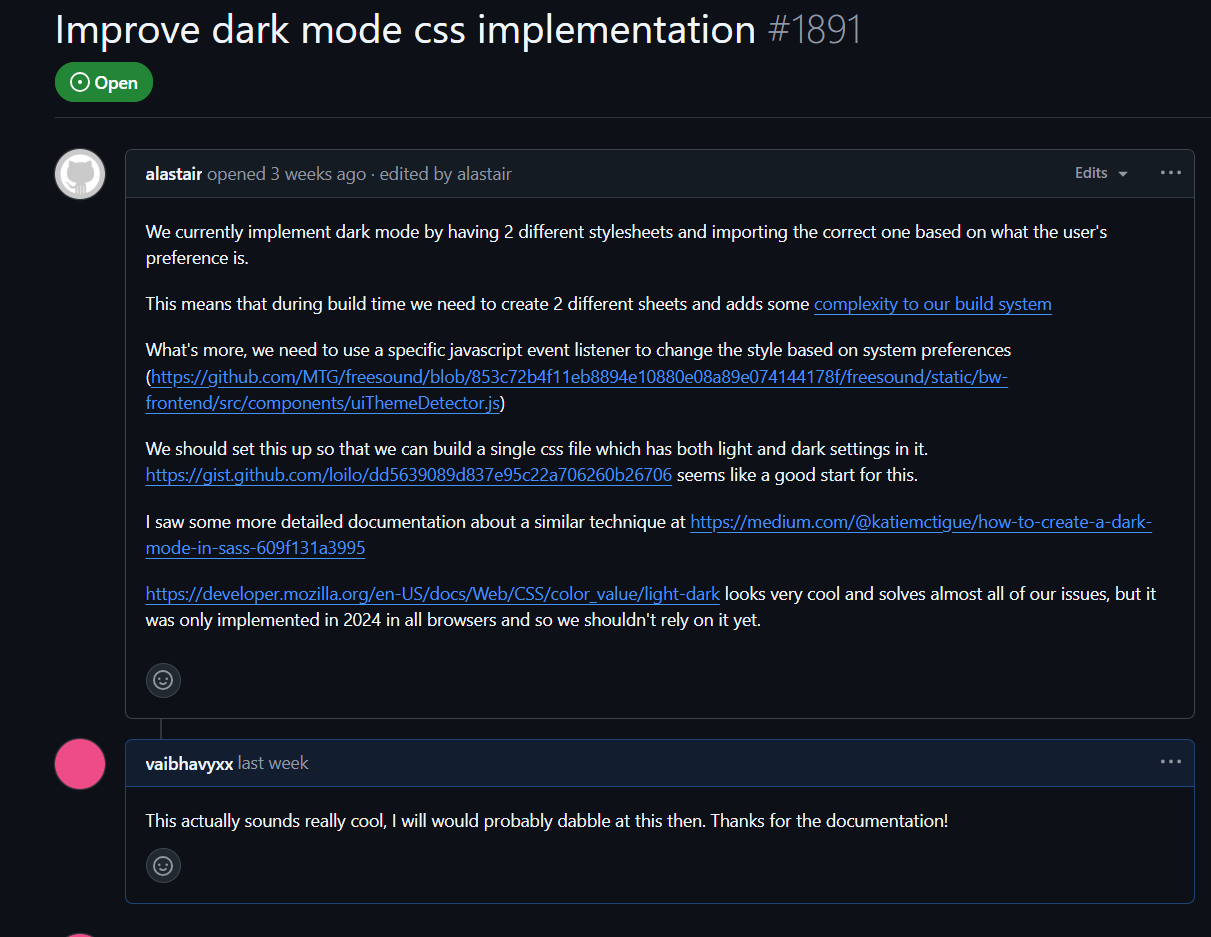 Improve dark mode css implementation #1891
Open
alastair opened 3 weeks ago · edited by alastair
Edits
We currently implement dark mode by having 2 different stylesheets and importing the correct one based on what the user's
preference is.
This means that during build time we need to create 2 different sheets and adds some complexity to our build system
What's more, we need to use a specific javascript event listener to change the style based on system preferences
(https://github.com/MTG/freesound/blob/853c72b4f11eb8894e10880e08a89e074144178f/freesound/static/bw-
frontend/src/components/uiThemeDetector.js)
We should set this up so that we can build a single css file which has both light and dark settings in it.
https://gist.github.com/loilo/dd5639089d837e95c22a706260b26706 seems like a good start for this.
I saw some more detailed documentation about a similar technique at https://medium.com/@katiemctigue/how-to-create-a-dark-
mode-in-sass-609f131a3995
https://developer.mozilla.org/en-US/docs/Web/CSS/color_value/light-dark looks very cool and solves almost all of our issues, but it
was only implemented in 2024 in all browsers and so we shouldn't rely on it yet.
vaibhavyxx last week
This actually sounds really cool, I will would probably dabble at this then. Thanks for the documentation!